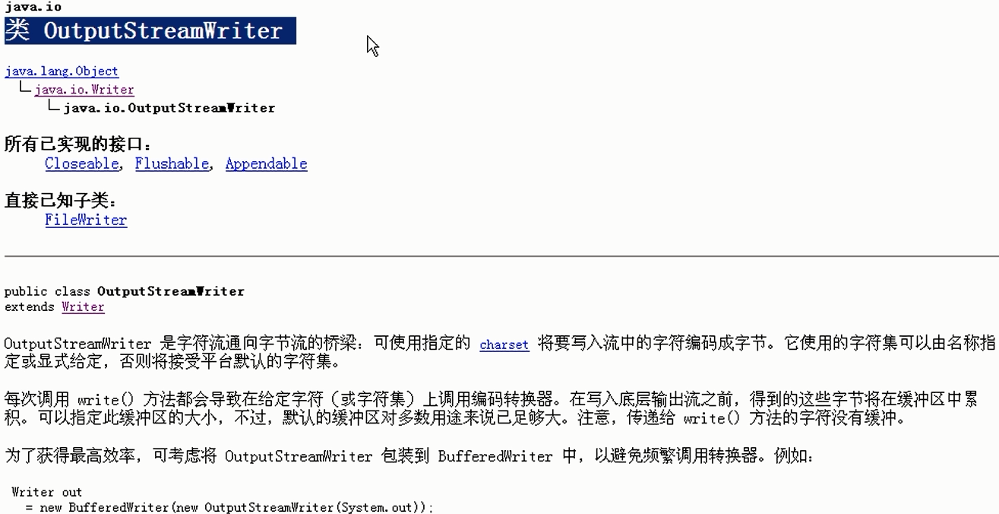 java.io
类 OutputStreamWriter
java.lang.Object
java.io.Writer
java.io.OutputStreamWriter
所有已实现的接口：
Closeable, Flushable, Appendable
直接已知子类：
FileWriter
public class OutputStreamWriter
extends Writer
OutputStreamWriter 是字符流通向字节流的桥梁：可使用指定的 charset 将要写入流中的字符编码成字节。它使用的字符集可以由名称指
定或显式给定，否则将接受平台默认的字符集。
每次调用 write() 方法都会导致在给定字符（或字符集）上调用编码转换器。在写入底层输出流之前，得到的这些字节将在缓冲区中累
积。可以指定此缓冲区的大小，不过，默认的缓冲区对多数用途来说已足够大。注意，传递给 write() 方法的字符没有缓冲。
为了获得最高效率，可考虑将 OutputStreamWriter 包装到 BufferedWriter 中，以避免频繁调用转换器。例如：
Writer out
= new BufferedWriter(new OutputStreamWriter(System.out));